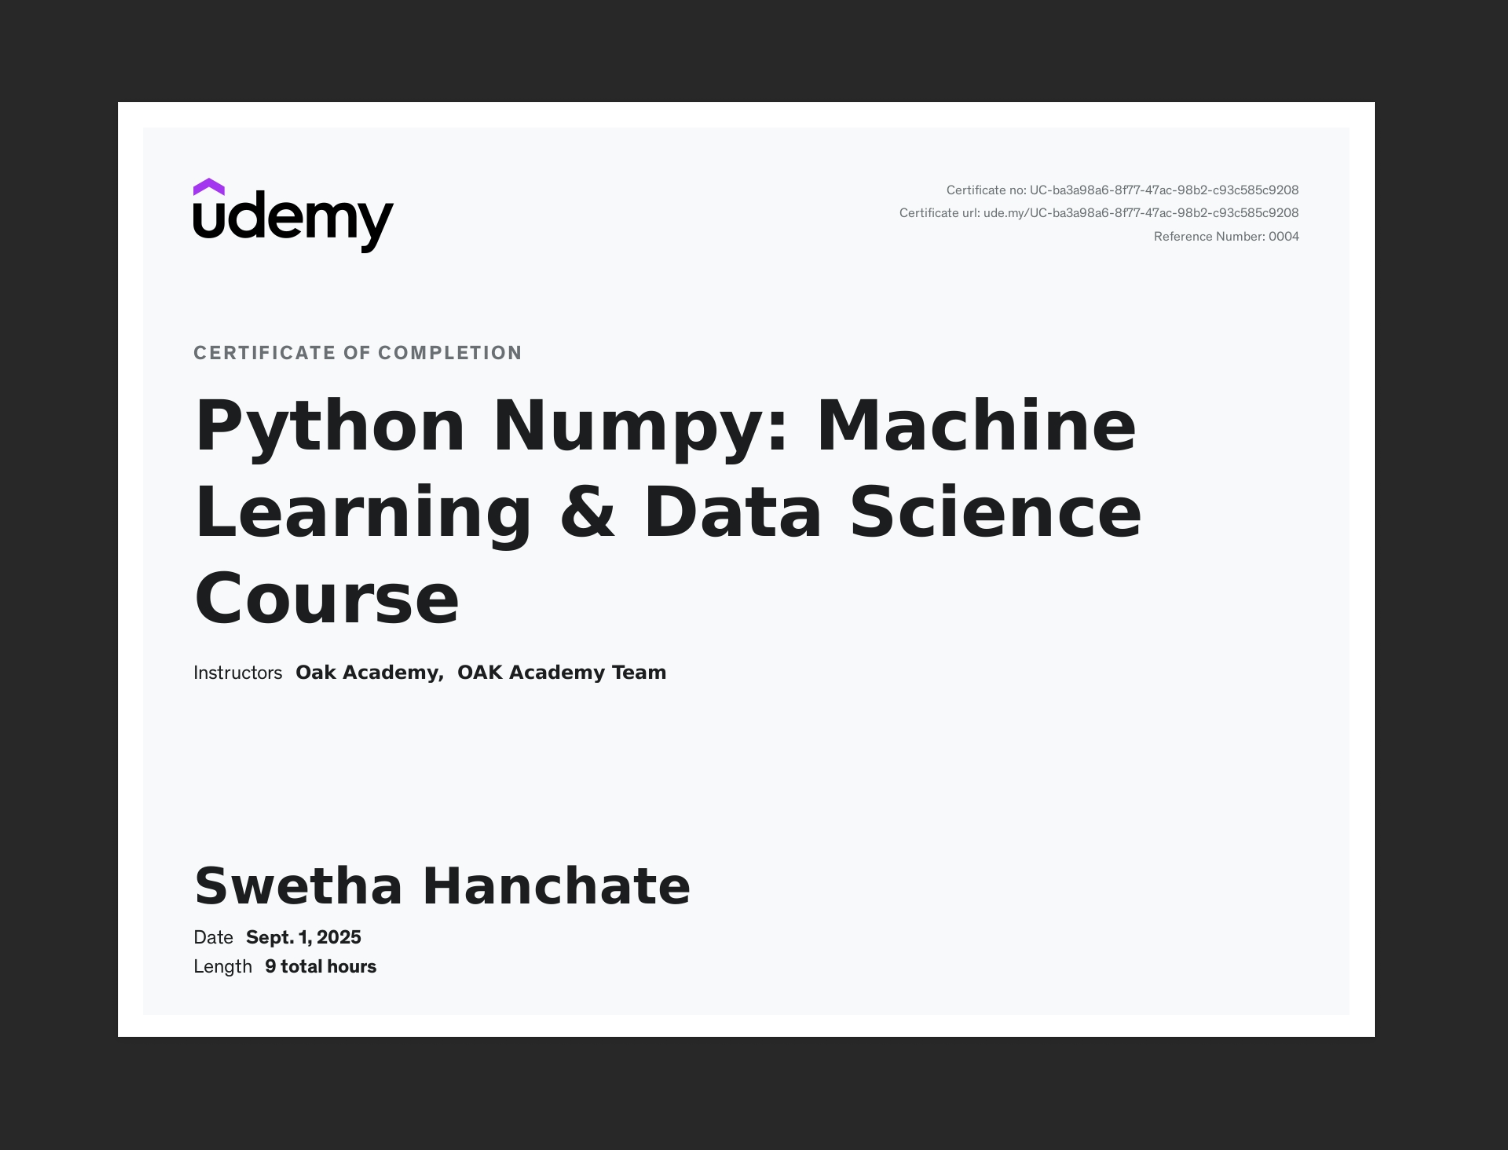 udemy
Certificate no: UC-ba3a98a6-8f77-47ac-98b2-c93c585c9208
Certificate url: ude.my/UC-ba3a98a6-8f77-47ac-98b2-c93c585c9208
Reference Number: 0004
CERTIFICATE OF COMPLETION
Python Numpy: Machine
Learning & Data Science
Course
Instructors Oak Academy, OAK Academy Team
Swetha Hanchate
Date Sept. 1, 2025
Length 9 total hours